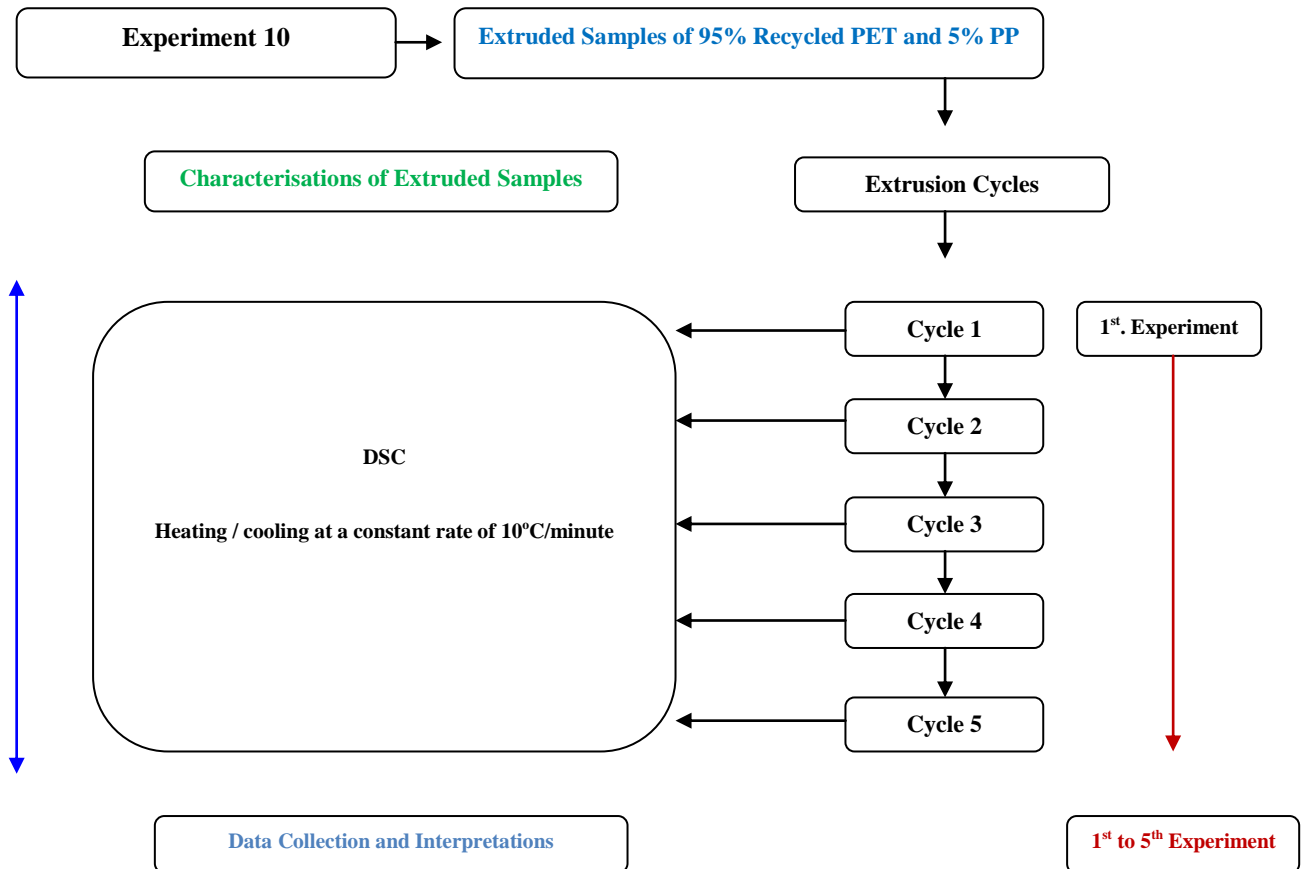 Experiment 10
Extruded Samples of 95% Recycled PET and 5% PP
Characterisations of Extruded Samples
Extrusion Cycles
Cycle 1
1st. Experiment
Cycle 2
DSC
Heating / cooling at a constant rate of 10ºC/minute
Cycle 3
Cycle 4
Cycle 5
Data Collection and Interpretations
1st to 5th Experiment